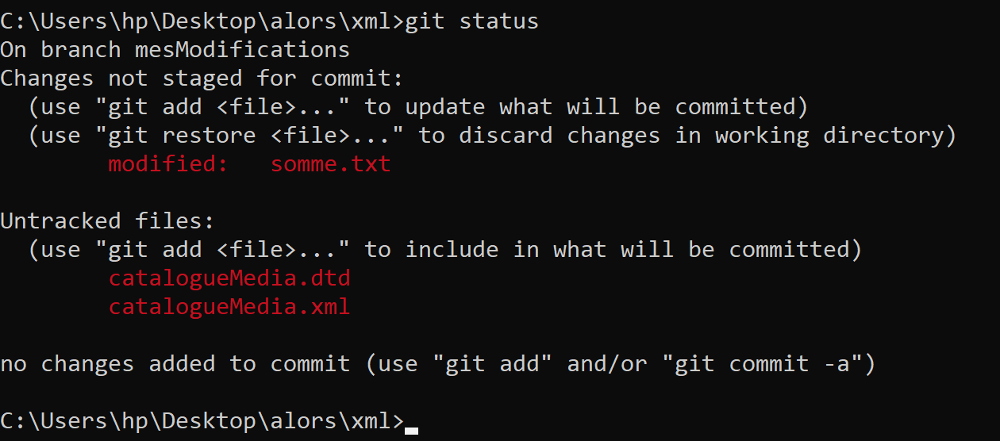 C:\Users\hp\Desktop\alors\xml>git status
On branch mesModifications
Changes not staged for commit:
  (use "git add <file>..." to update what will be committed)
  (use "git restore <file>..." to discard changes in working directory)
        modified:   somme.txt

Untracked files:
  (use "git add <file>..." to include in what will be committed)
        catalogueMedia.dtd
        catalogueMedia.xml

no changes added to commit (use "git add" and/or "git commit -a")

C:\Users\hp\Desktop\alors\xml>